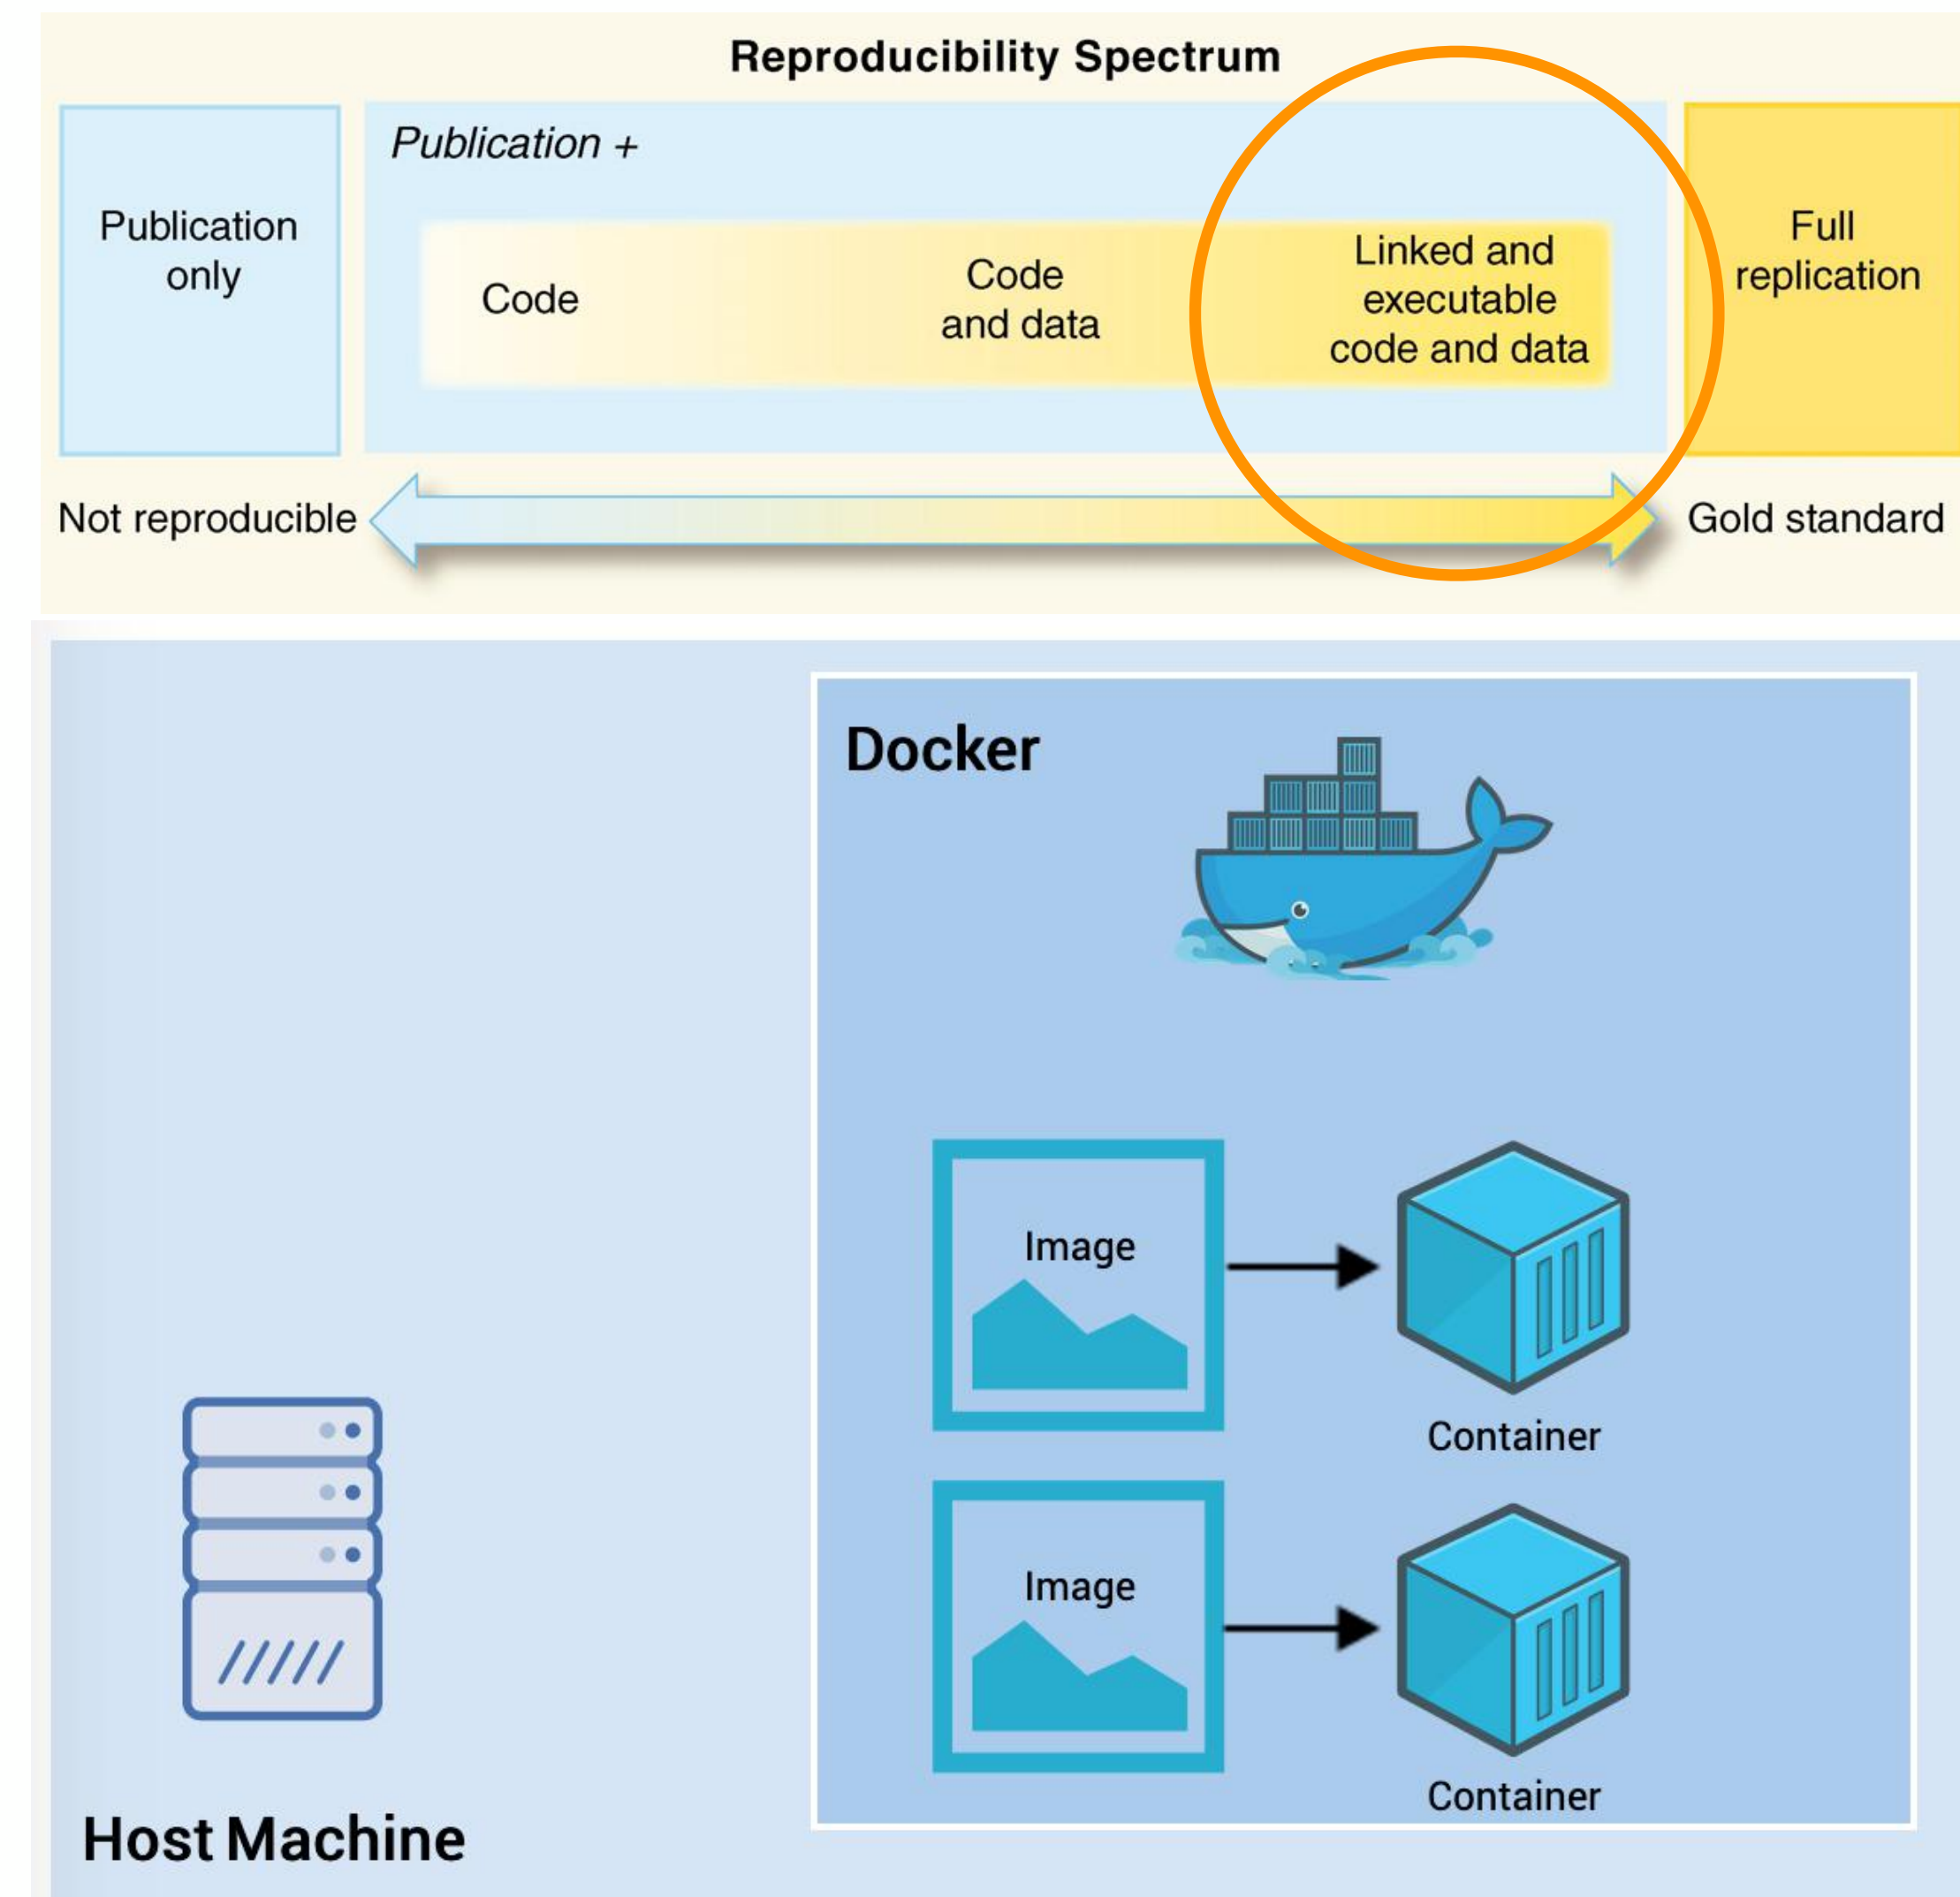 Reproducibility Spectrum
Publication
only
Publication +
Code
Code
and data
Linked and
executable
code and data
Full
replication
Not reproducible
Gold standard
Docker
Image
Container
Image
Container
Host Machine